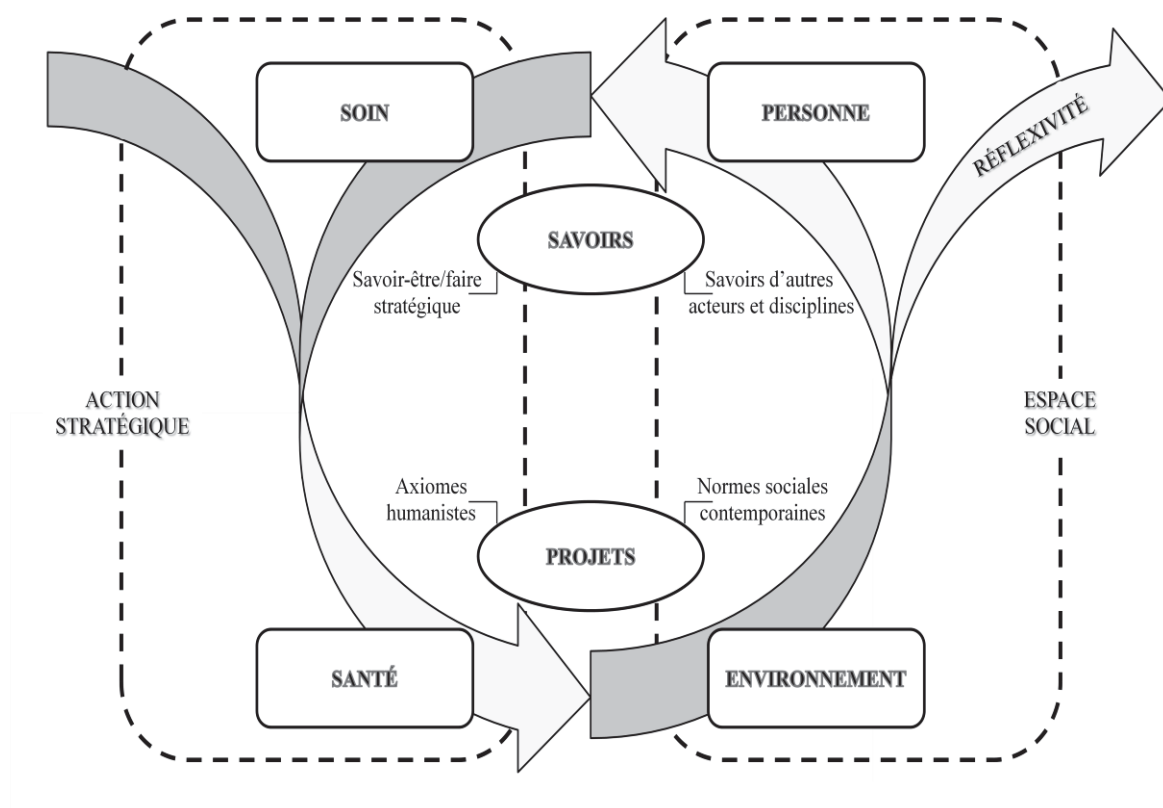 SOIN
PERSONNE
RÉFLEXIVITÉ
SAVOIRS
Savoir-être/faire
stratégique
Savoirs d’autres
acteurs et disciplines
ACTION
STRATÉGIQUE
ESPACE
SOCIAL
Axiomes
humanistes
Normes sociales
contemporaines
PROJETS
SANTÉ
ENVIRONNEMENT